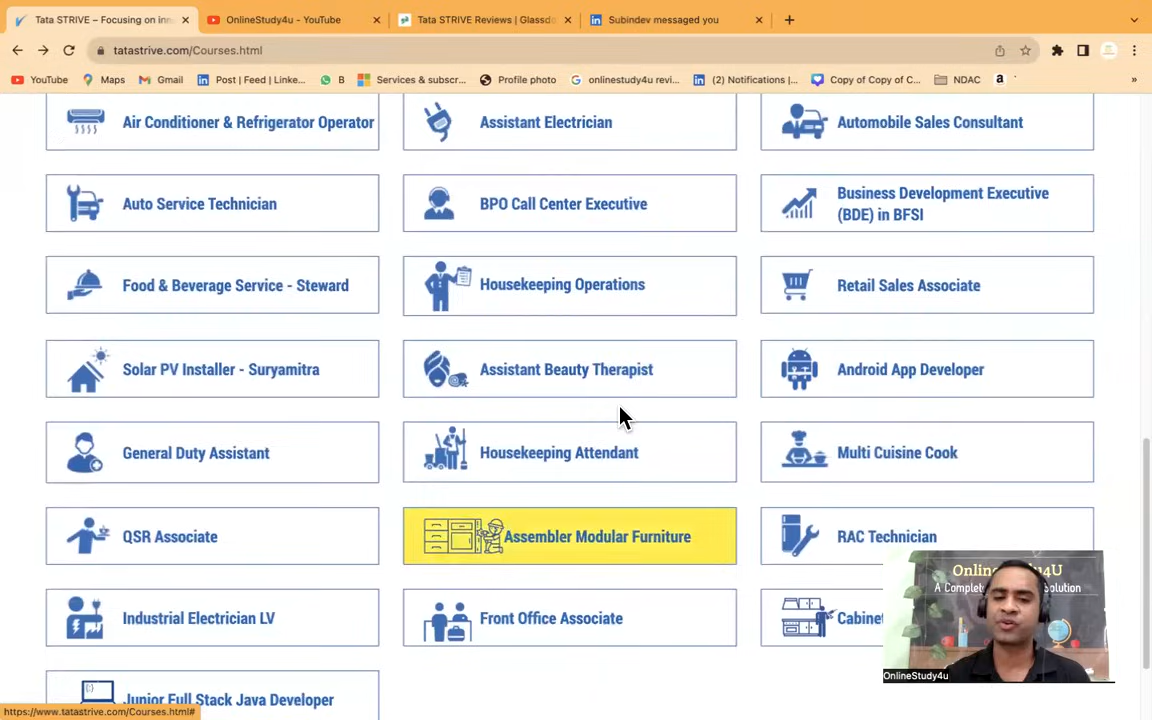 Tata STRIVE – Focusing on inn
OnlineStudy4u - YouTube
Tata STRIVE Reviews | Glassdo
Subindev messaged you
tatastrive.com/Courses.html
YouTube
Maps
Gmail
Post | Feed | Linke...
B
Services & subscr...
Profile photo
onlinestudy4u revi...
(2) Notifications |...
Copy of Copy of C...
NDAC
Air Conditioner & Refrigerator Operator
Assistant Electrician
Automobile Sales Consultant
Auto Service Technician
BPO Call Center Executive
Business Development Executive
(BDE) in BFSI
Food & Beverage Service - Steward
Housekeeping Operations
Retail Sales Associate
Solar PV Installer - Suryamitra
Assistant Beauty Therapist
Android App Developer
General Duty Assistant
Housekeeping Attendant
Multi Cuisine Cook
QSR Associate
Assembler Modular Furniture
RAC Technician
Industrial Electrician LV
Front Office Associate
Cabinet
Junior Full Stack Java Developer
https://www.tatastrive.com/Courses.html#
A Complete
OnlineStudy4u